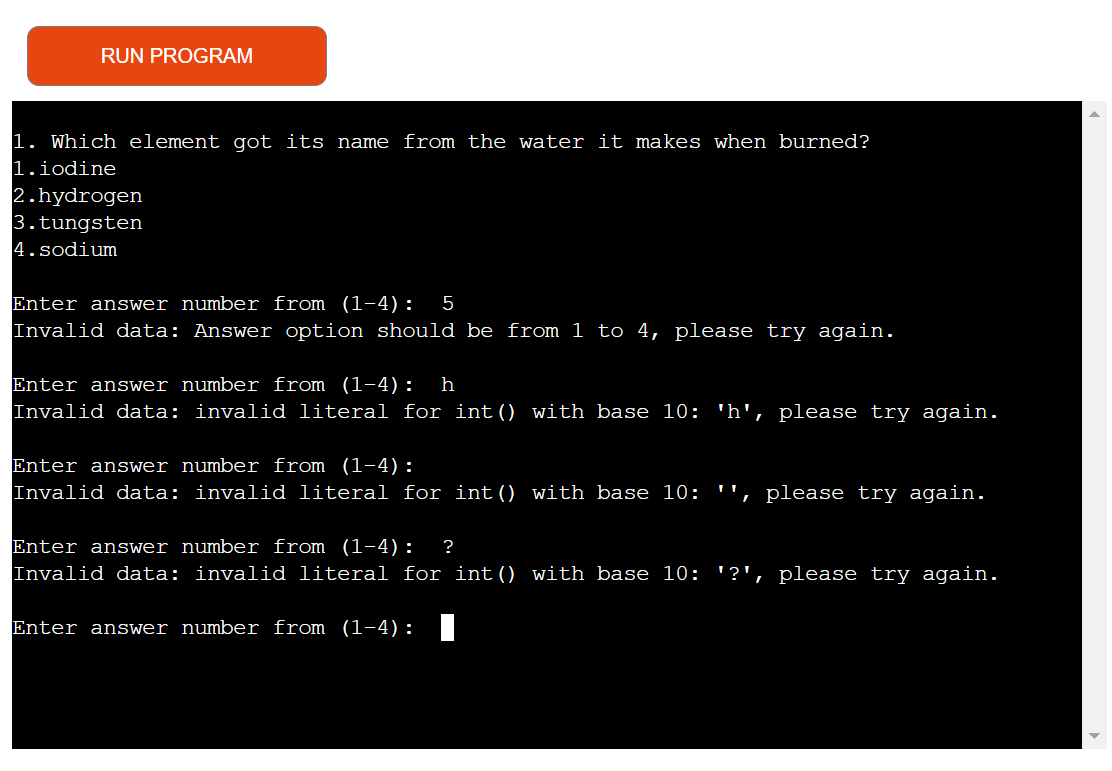 RUN PROGRAM
1. Which element got its name from the water it makes when burned?
1.iodine
2.hydrogen
3.tungsten
4.sodium
Enter answer number from (1-4):  5
Invalid data: Answer option should be from 1 to 4, please try again.
Enter answer number from (1-4):  h
Invalid data: invalid literal for int() with base 10: 'h', please try again.
Enter answer number from (1-4):
Invalid data: invalid literal for int() with base 10: '', please try again.
Enter answer number from (1-4):  ?
Invalid data: invalid literal for int() with base 10: '?', please try again.
Enter answer number from (1-4):